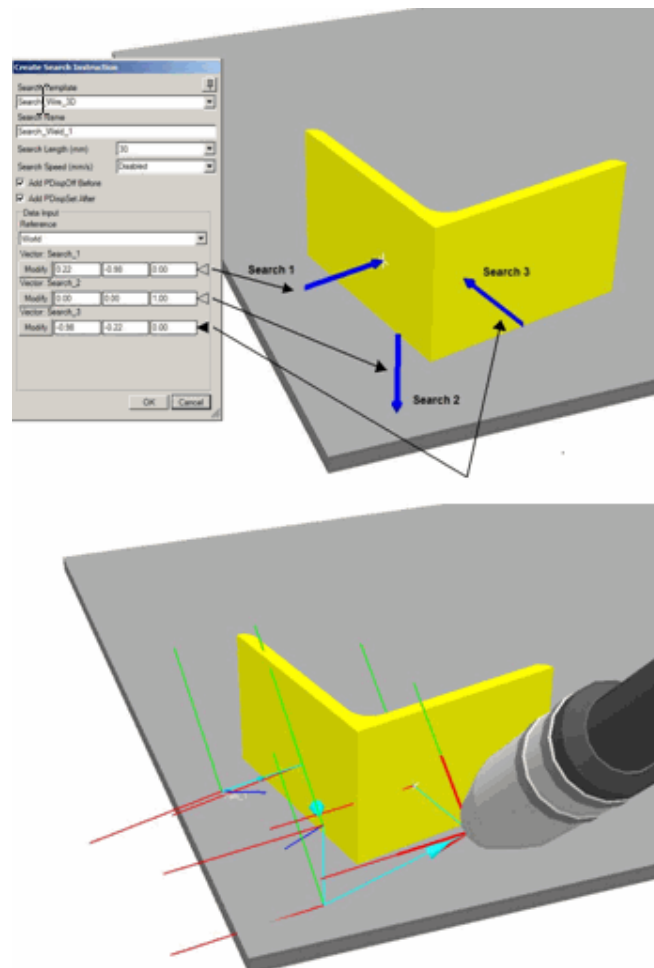 Create Search Instruction
Search Template
Search_Wire_3D
Search Name
Search_Weld_1
Search Length (mm) 30
Search Speed (mm/s) Disabled
Add PDispOff Before
Add PDispSet After
Data Input
Reference
World
Vector: Search_1
Modify 0.22 -0.98 0.00
Vector: Search_2
Modify 0.00 0.00 1.00
Vector: Search_3
Modify -0.98 -0.22 0.00
OK Cancel
Search 1
Search 3
Search 2